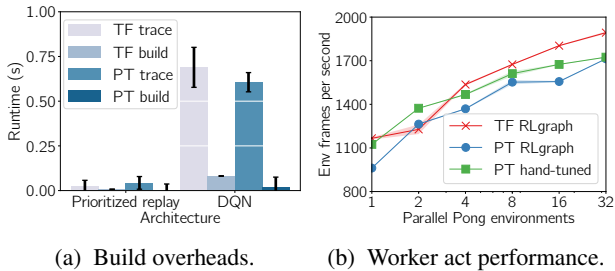 1.00
0.75
0.50
0.25
0.00
Runtime (s)
TF trace
TF build
PT trace
PT build
Prioritized replay DQN
Architecture
(a) Build overheads.
2000
1700
1400
1100
800
Env frames per second
TF RLgraph
PT RLgraph
PT hand-tuned
1 2 4 8 16 32
Parallel Pong environments
(b) Worker act performance.